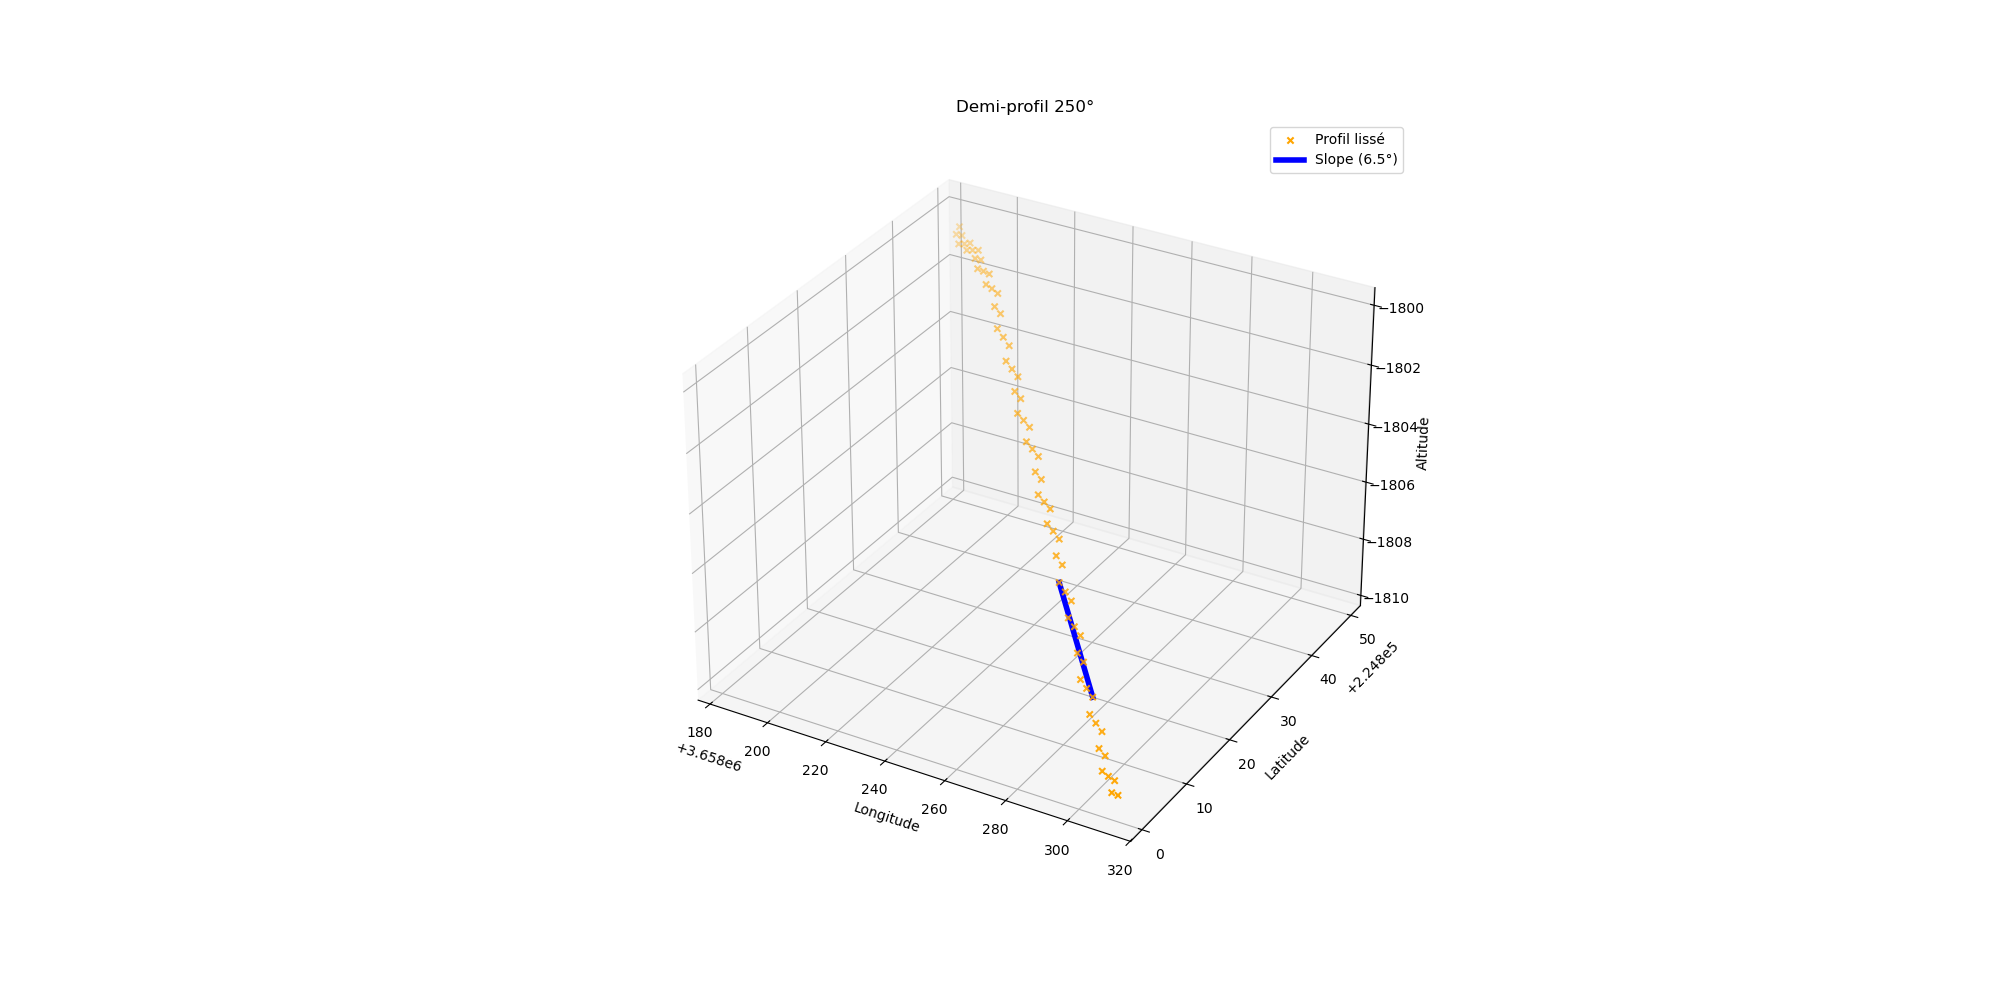 Demi-profil 250°
Profil lissé
Slope (6.5°)
−1800
−1802
−1804
−1806
−1808
−1810
Altitude
50
40
30
20
10
0
+2.248e5
Latitude
180
200
220
240
260
280
300
320
+3.658e6
Longitude